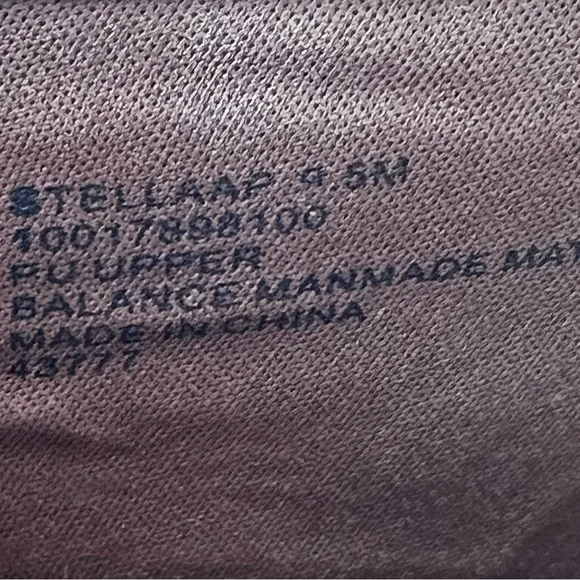 STELLAAP 9.5M
10017898100
PU UPPER
BALANCE MANMADE MAT
MADE IN CHINA
43777